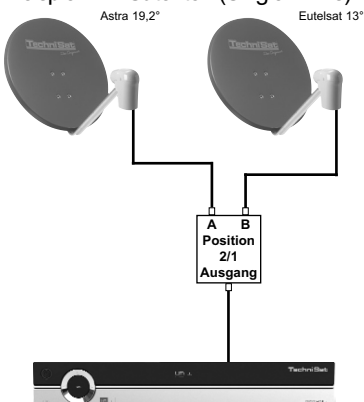 Astra 19,2°
Eutelsat 13°
TechniSat
TechniSat
A B
Position
2/1
Ausgang
TechniSat